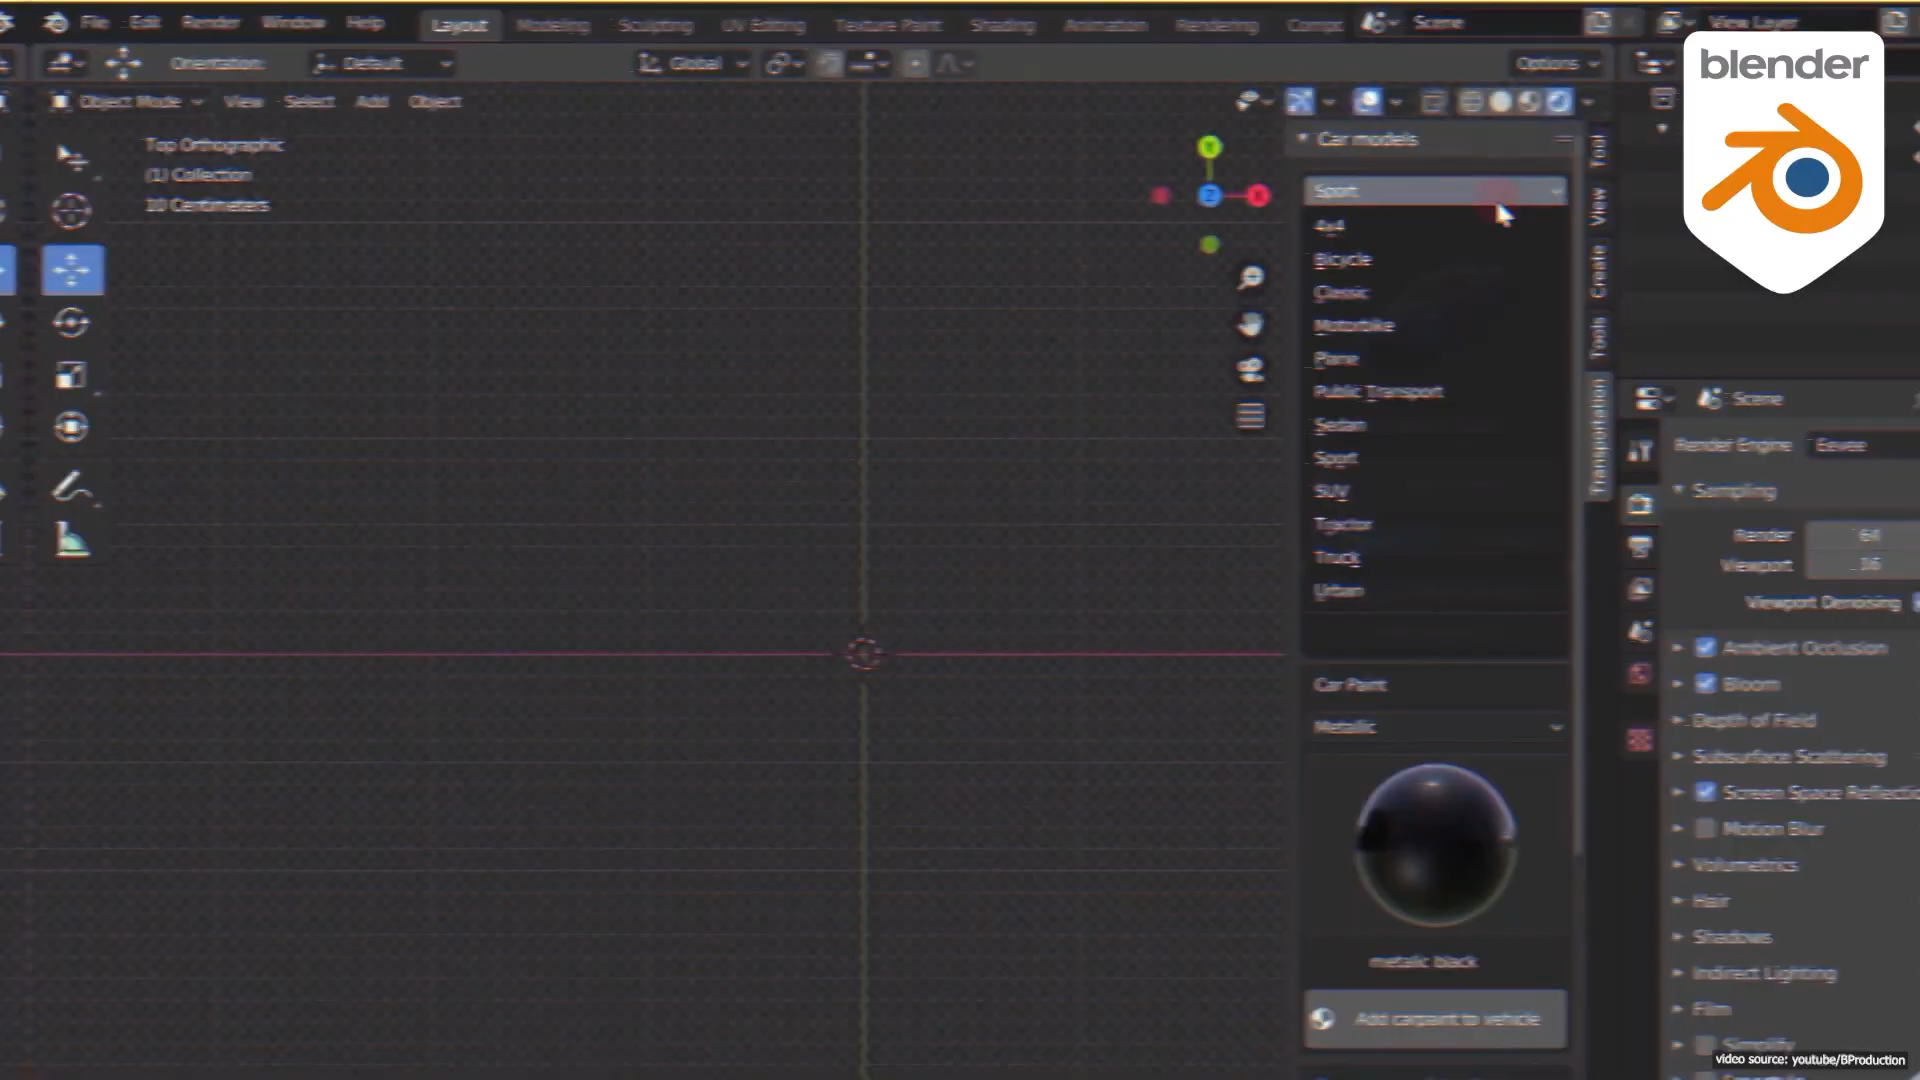 File Edit Render Window Help Layout Modeling Sculpting UV Editing Texture Paint Shading Animation Rendering Compc Scene View Layer
Orientation: Default Global Options
Object Mode View Select Add Object
Top Orthographic
(1) Collection
10 Centimeters
Car models
Sport
4x4
Bicycle
Classic
Motorbike
Plane
Public Transport
Sedan
Sport
SUV
Tractor
Truck
Urban
Car Paint
Metallic
metalic black
Add carpaint to vehicle
Tool
View
Create
Tools
Transportation
blender
Scene
Render Engine Eevee
Sampling
Render 64
Viewport 16
Viewport Denoising
Ambient Occlusion
Bloom
Depth of Field
Subsurface Scattering
Screen Space Reflectio
Motion Blur
Volumetrics
Hair
Shadows
Indirect Lighting
Film
Simplify
video source: youtube/BProduction